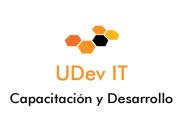 UDev IT
Capacitación y Desarrollo